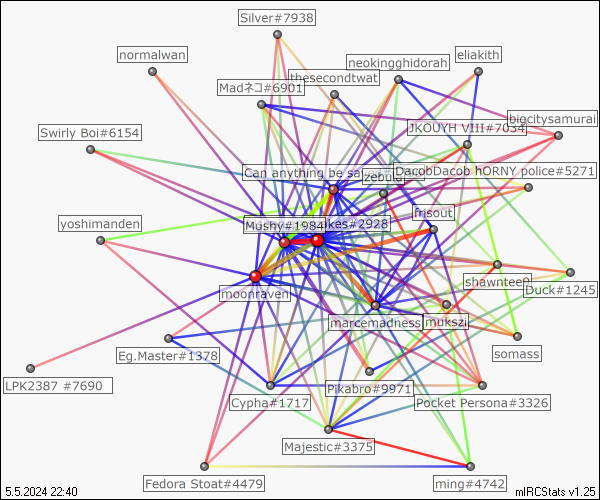 Silver#7938
normalwan
eliakith
neokingghidorah
thesecondtwat
Madネコ#6901
bigcitysamurai
JKOUYH VIII#7034
Swirly Boi#6154
Can anything be sa
DacobDacob hORNY police#5271
frisout
yoshimanden
Mushy#1984
ikes#2928
shawnteen
Duck#1245
moonraven
marcemadness
mukszi
somass
Eg.Master#1378
LPK2387 #7690
Pikabro#9971
Cypha#1717
Pocket Persona#3326
Majestic#3375
Fedora Stoat#4479
ming#4742
5.5.2024 22:40
mIRCStats v1.25